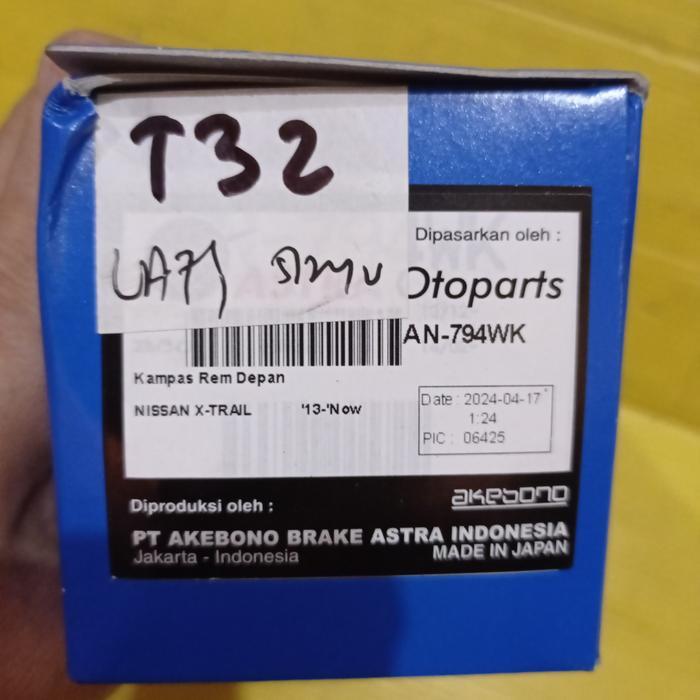 T32
Dipasarkan oleh :
Otoparts
AN-794WK
Kampas Rem Depan
NISSAN X-TRAIL '13-'Now
Date : 2024-04-17
1:24
PIC : 06425
Diproduksi oleh :
akebono
PT AKEBONO BRAKE ASTRA INDONESIA
Jakarta - Indonesia
MADE IN JAPAN